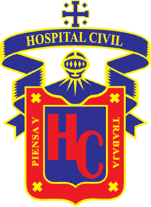 HOSPITAL CIVIL
PIENSA Y
TRABAJA
HC